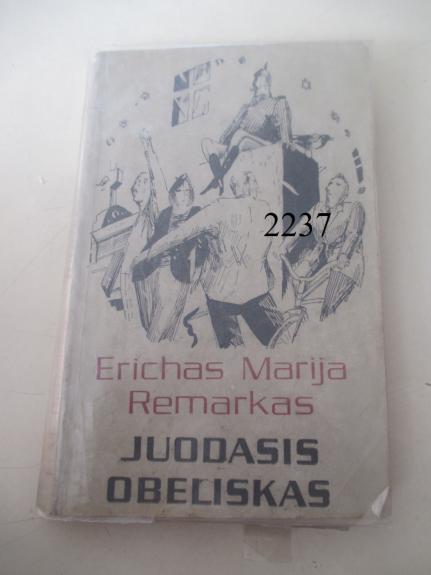 2237
Erichas Marija
Remarkas
JUODASIS
OBELISKAS